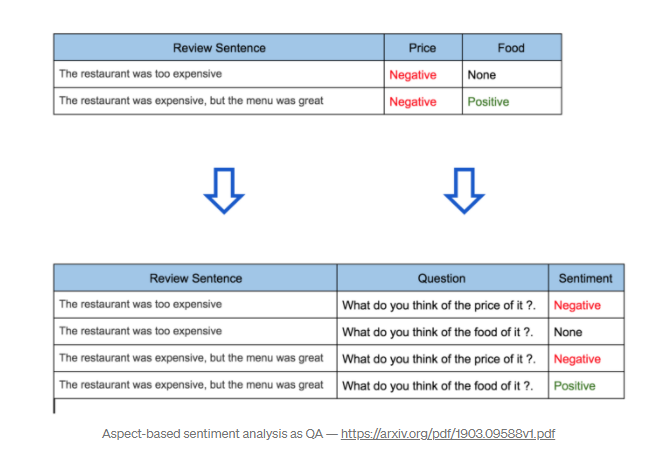 Review Sentence Price Food
The restaurant was too expensive Negative None
The restaurant was expensive, but the menu was great Negative Positive
Review Sentence Question Sentiment
The restaurant was too expensive What do you think of the price of it ?. Negative
The restaurant was too expensive What do you think of the food of it ?. None
The restaurant was expensive, but the menu was great What do you think of the price of it ?. Negative
The restaurant was expensive, but the menu was great What do you think of the food of it ?. Positive
Aspect-based sentiment analysis as QA — https://arxiv.org/pdf/1903.09588v1.pdf